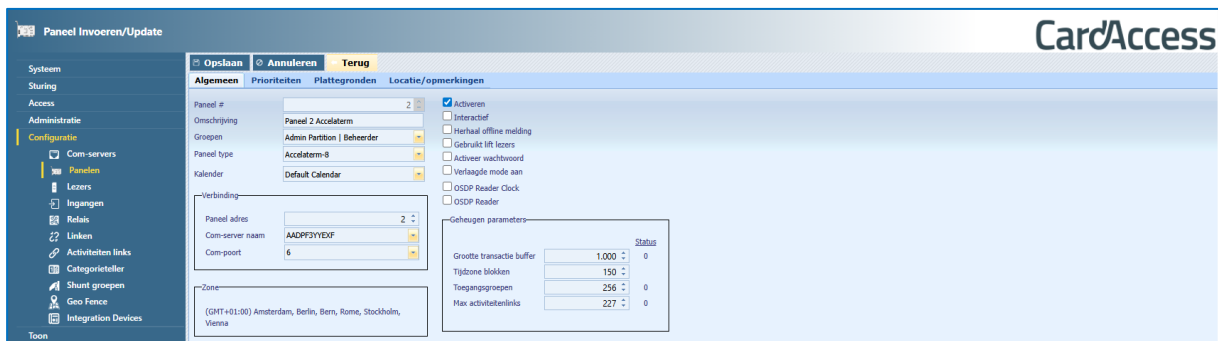 Paneel Invoeren/Update
CardAccess
Systeem
Sturing
Access
Administratie
Configuratie
Com-servers
Panelen
Lezers
Ingangen
Relais
Linken
Activiteiten links
Categorieteller
Shunt groepen
Geo Fence
Integration Devices
Toon
Opslaan Annuleren Terug
Algemeen Prioriteiten Plattegronden Locatie/opmerkingen
Paneel # 2
Omschrijving Paneel 2 Accelaterm
Groepen Admin Partition | Beheerder
Paneel type Accelaterm-8
Kalender Default Calendar
Verbinding
Paneel adres 2
Com-server naam AADPF3YYEXF
Com-poort 6
Zone
(GMT+01:00) Amsterdam, Berlin, Bern, Rome, Stockholm,
Vienna
Activeren
Interactief
Herhaal offline melding
Gebruikt lift lezers
Activeer wachtwoord
Verlaagde mode aan
OSDP Reader Clock
OSDP Reader
Geheugen parameters
Status
Grootte transactie buffer 1.000 0
Tijdzone blokken 150
Toegangsgroepen 256 0
Max activiteitenlinks 227 0